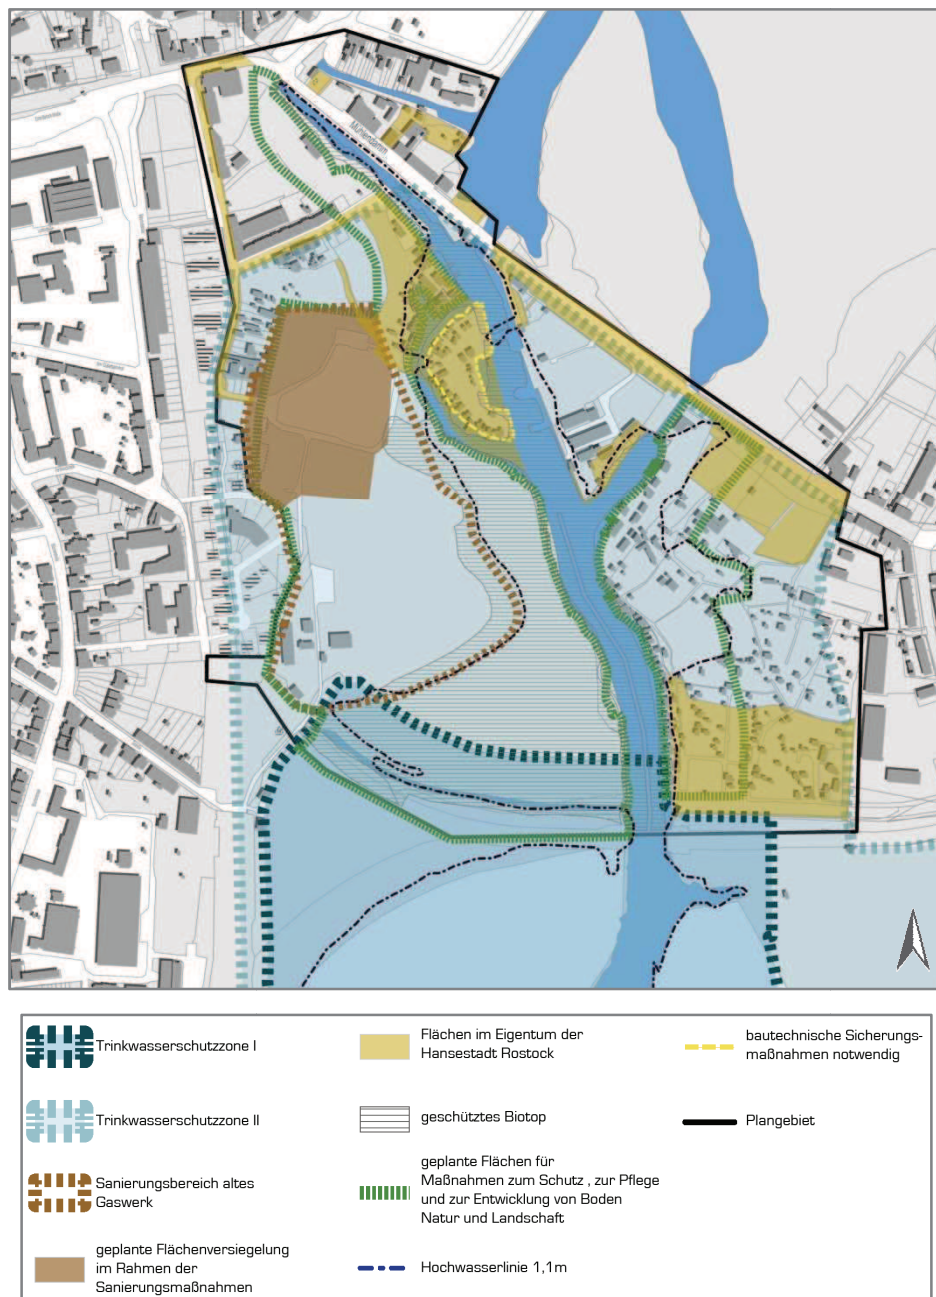 Mühlendamm
Trinkwasserschutzzone I
Trinkwasserschutzzone II
Sanierungsbereich altes
Gaswerk
geplante Flächenversiegelung
im Rahmen der
Sanierungsmaßnahmen
Flächen im Eigentum der
Hansestadt Rostock
geschütztes Biotop
geplante Flächen für
Maßnahmen zum Schutz , zur Pflege
und zur Entwicklung von Boden
Natur und Landschaft
Hochwasserlinie 1,1m
bautechnische Sicherungs-
maßnahmen notwendig
Plangebiet